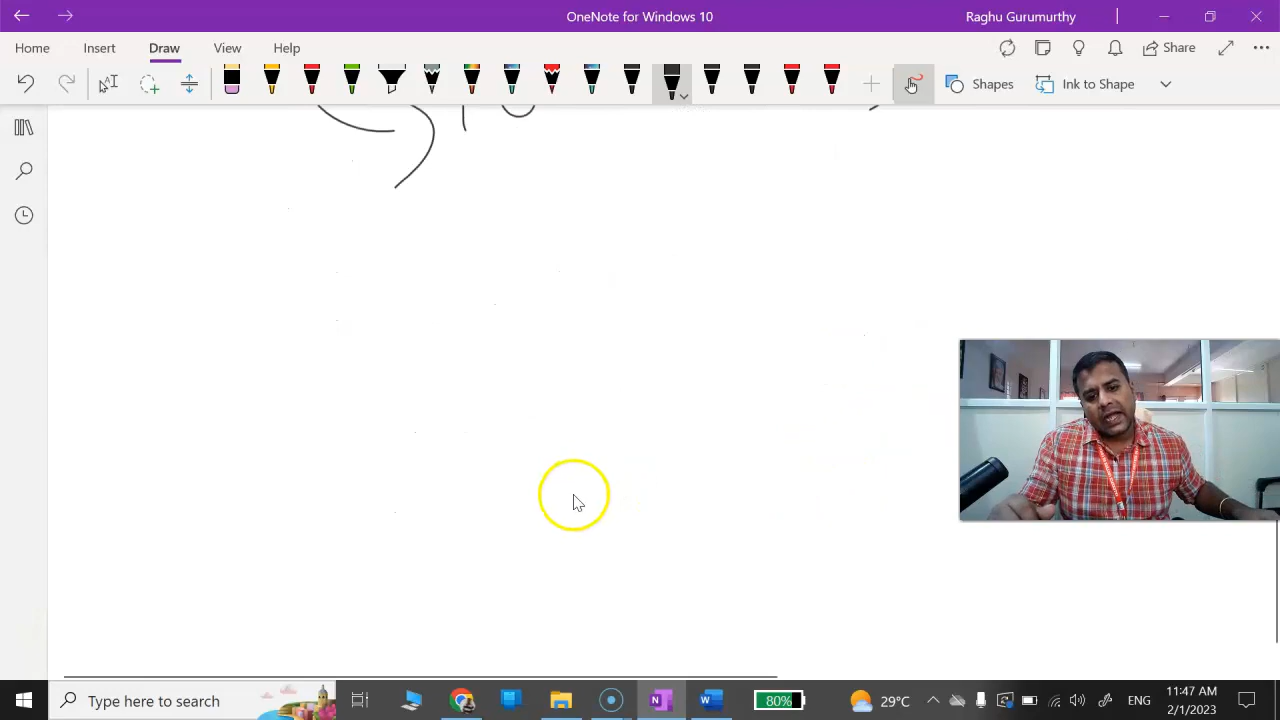 OneNote for Windows 10
Raghu Gurumurthy
Home Insert Draw View Help
Share
Shapes
Ink to Shape
Type here to search
80%
29°C
ENG
11:47 AM
2/1/2023